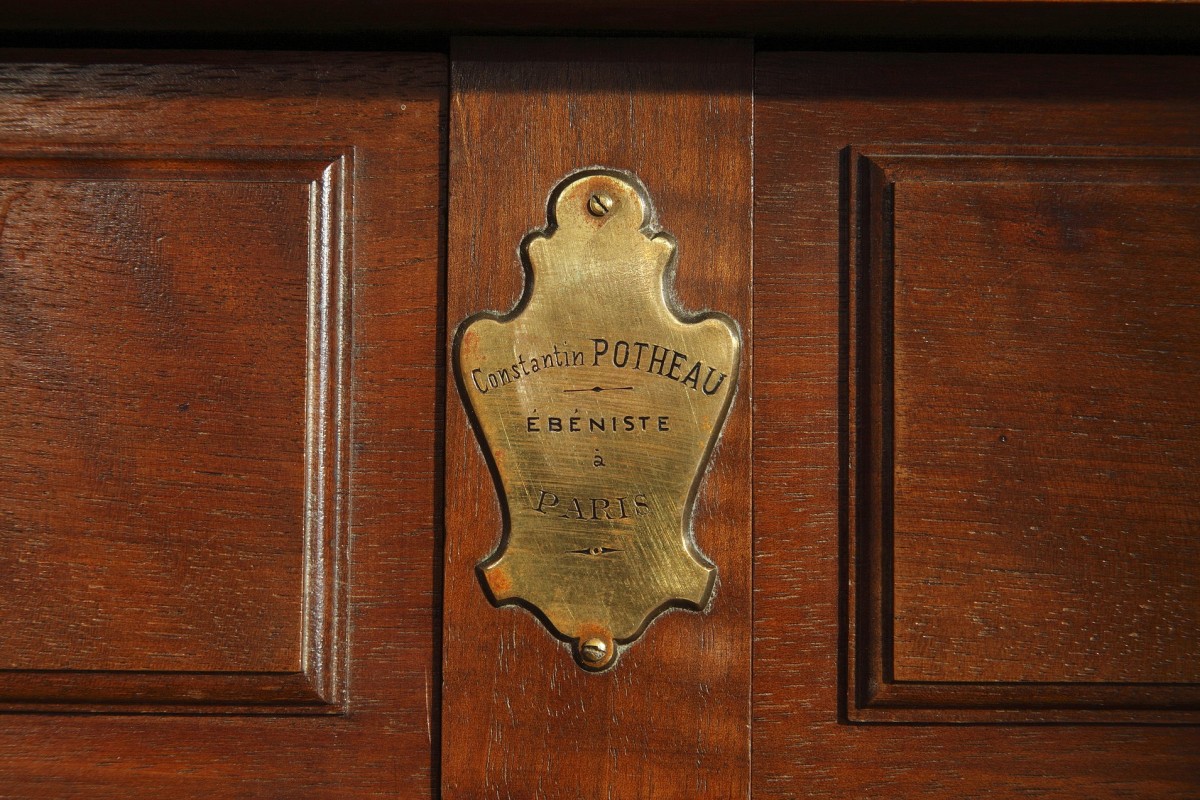 Constantin POTHEAU
ÉBÉNISTE
à
PARIS